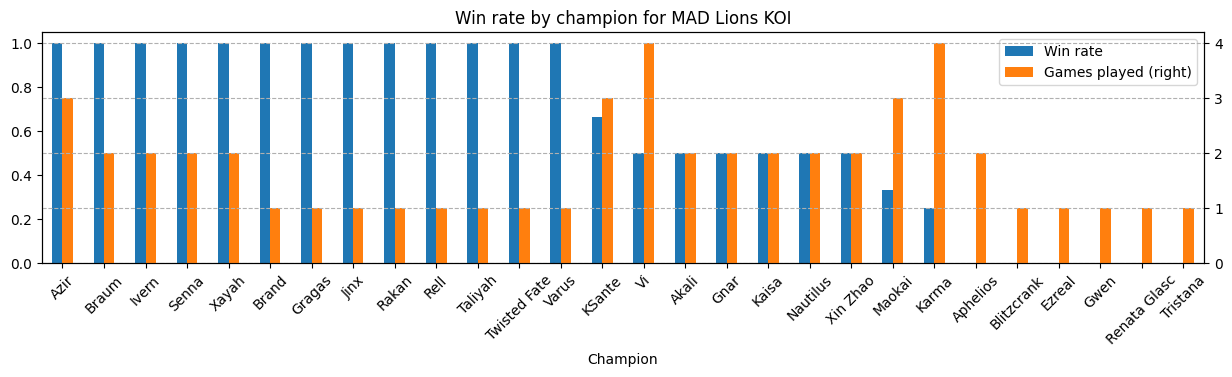 Win rate by champion for MAD Lions KOI
1.0
0.8
0.6
0.4
0.2
0.0
4
3
2
1
0
Win rate
Games played (right)
Azir
Braum
Ivern
Senna
Xayah
Brand
Gragas
Jinx
Rakan
Rell
Taliyah
Twisted Fate
Varus
KSante
Vi
Akali
Gnar
Kaisa
Nautilus
Xin Zhao
Maokai
Karma
Aphelios
Blitzcrank
Ezreal
Gwen
Renata Glasc
Tristana
Champion